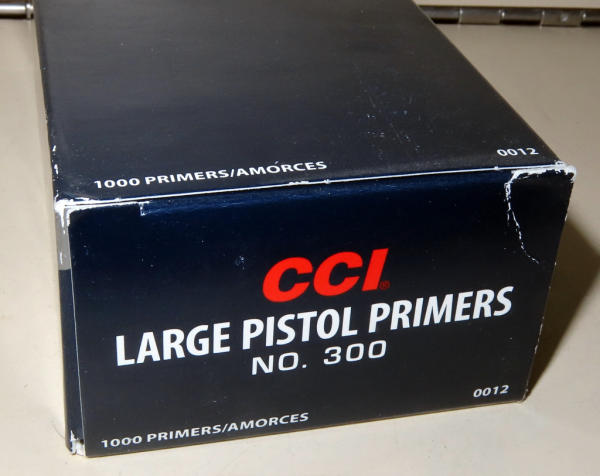 1000 PRIMERS/AMORCES
0012
CCI®
LARGE PISTOL PRIMERS
NO. 300
0012
1000 PRIMERS/AMORCES